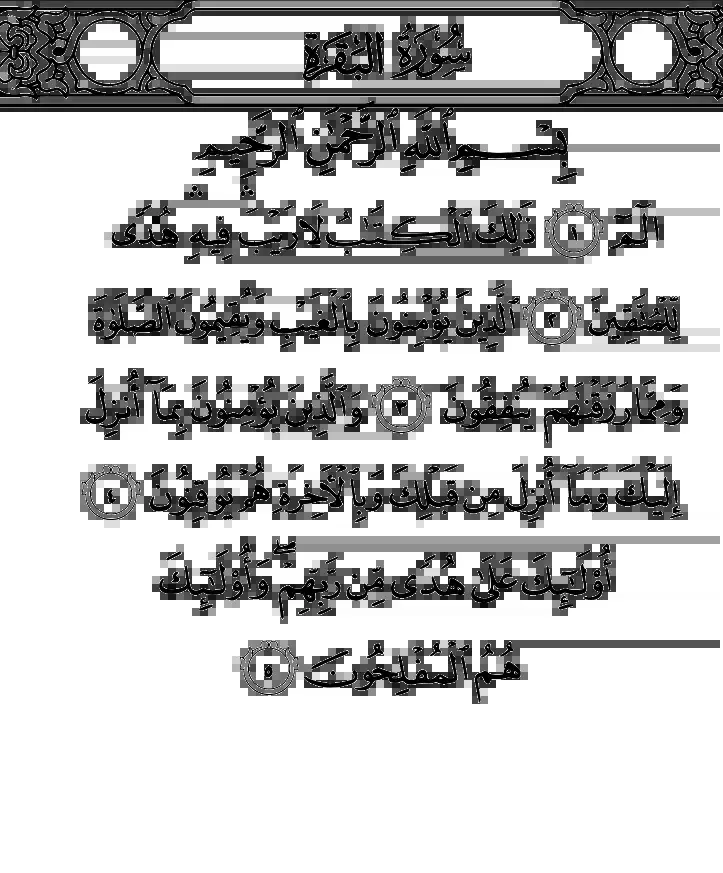 سُورَةُ الْبَقَرَةِ
بِسْمِ ٱللَّهِ ٱلرَّحْمَٰنِ ٱلرَّحِيمِ
الٓمٓ ١ ذَٰلِكَ ٱلْكِتَٰبُ لَا رَيْبَ ۛ فِيهِ ۛ هُدًى
لِّلْمُتَّقِينَ ٢ ٱلَّذِينَ يُؤْمِنُونَ بِٱلْغَيْبِ وَيُقِيمُونَ ٱلصَّلَوٰةَ
وَمِمَّا رَزَقْنَٰهُمْ يُنفِقُونَ ٣ وَٱلَّذِينَ يُؤْمِنُونَ بِمَآ أُنزِلَ
إِلَيْكَ وَمَآ أُنزِلَ مِن قَبْلِكَ وَبِٱلْأَخِرَةِ هُمْ يُوقِنُونَ ٤
أُو۟لَٰٓئِكَ عَلَىٰ هُدًى مِّن رَّبِّهِمْ ۖ وَأُو۟لَٰٓئِكَ
هُمُ ٱلْمُفْلِحُونَ ٥